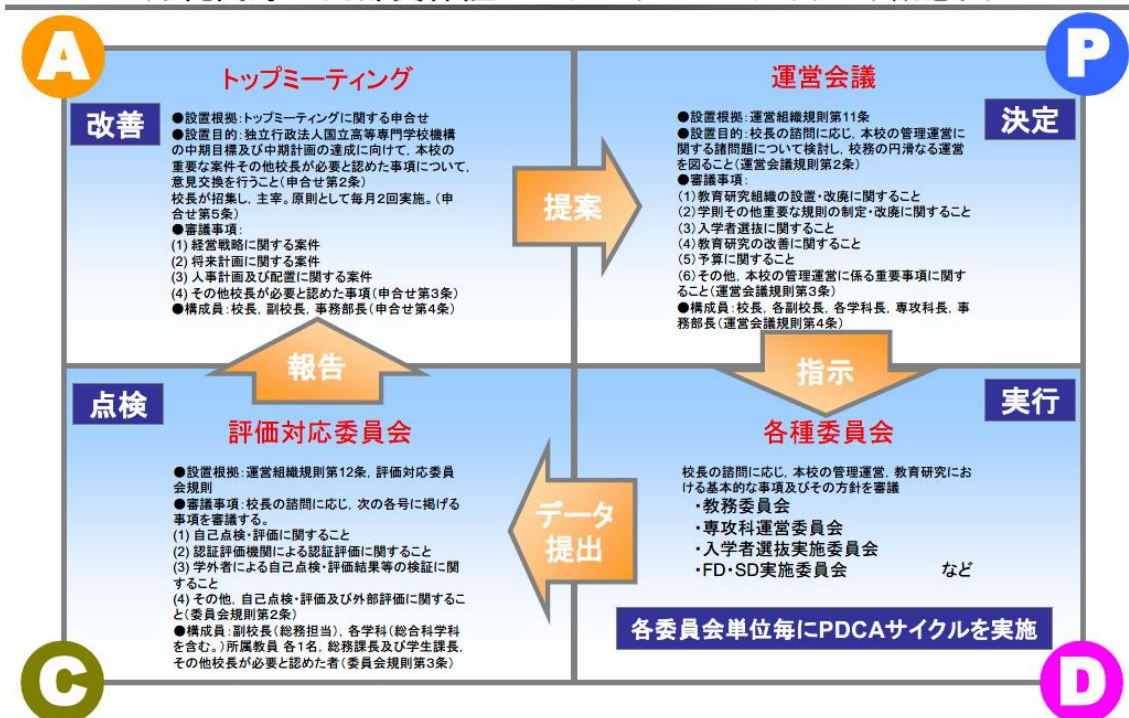 A
P
トップミーティング
改善
●設置根拠:トップミーティングに関する申合せ
●設置目的:独立行政法人国立高等専門学校機構
の中期目標及び中期計画の達成に向けて,本校の
重要な案件その他校長が必要と認めた事項について,
意見交換を行うこと(申合せ第2条)
校長が招集し,主宰。原則として毎月2回実施。(申
合せ第5条)
●審議事項:
(1) 経営戦略に関する案件
(2) 将来計画に関する案件
(3) 人事計画及び配置に関する案件
(4) その他校長が必要と認めた事項(申合せ第3条)
●構成員:校長,副校長,事務部長(申合せ第4条)
提案
運営会議
決定
●設置根拠:運営組織規則第11条
●設置目的:校長の諮問に応じ,本校の管理運営に
関する諸問題について検討し,校務の円滑なる運営
を図ること(運営会議規則第2条)
●審議事項:
(1)教育研究組織の設置・改廃に関すること
(2)学則その他重要な規則の制定・改廃に関すること
(3)入学者選抜に関すること
(4)教育研究の改善に関すること
(5)予算に関すること
(6)その他,本校の管理運営に係る重要事項に関す
ること(運営会議規則第3条)
●構成員:校長,各副校長,各学科長,専攻科長,事
務部長(運営会議規則第4条)
報告
指示
点検
評価対応委員会
●設置根拠:運営組織規則第12条,評価対応委員
会規則
●審議事項:校長の諮問に応じ,次の各号に掲げる
事項を審議する。
(1) 自己点検・評価に関すること
(2) 認証評価機関による認証評価に関すること
(3) 学外者による自己点検・評価結果等の検証に関
すること
(4) その他,自己点検・評価及び外部評価に関するこ
と(委員会規則第2条)
●構成員:副校長(総務担当),各学科(総合科学科
を含む。)所属教員 各1名,総務課長及び学生課長,
その他校長が必要と認めた者(委員会規則第3条)
データ
提出
実行
各種委員会
校長の諮問に応じ,本校の管理運営,教育研究にお
ける基本的な事項及びその方針を審議
・教務委員会
・専攻科運営委員会
・入学者選抜実施委員会
・FD・SD実施委員会 など
各委員会単位毎にPDCAサイクルを実施
C
D